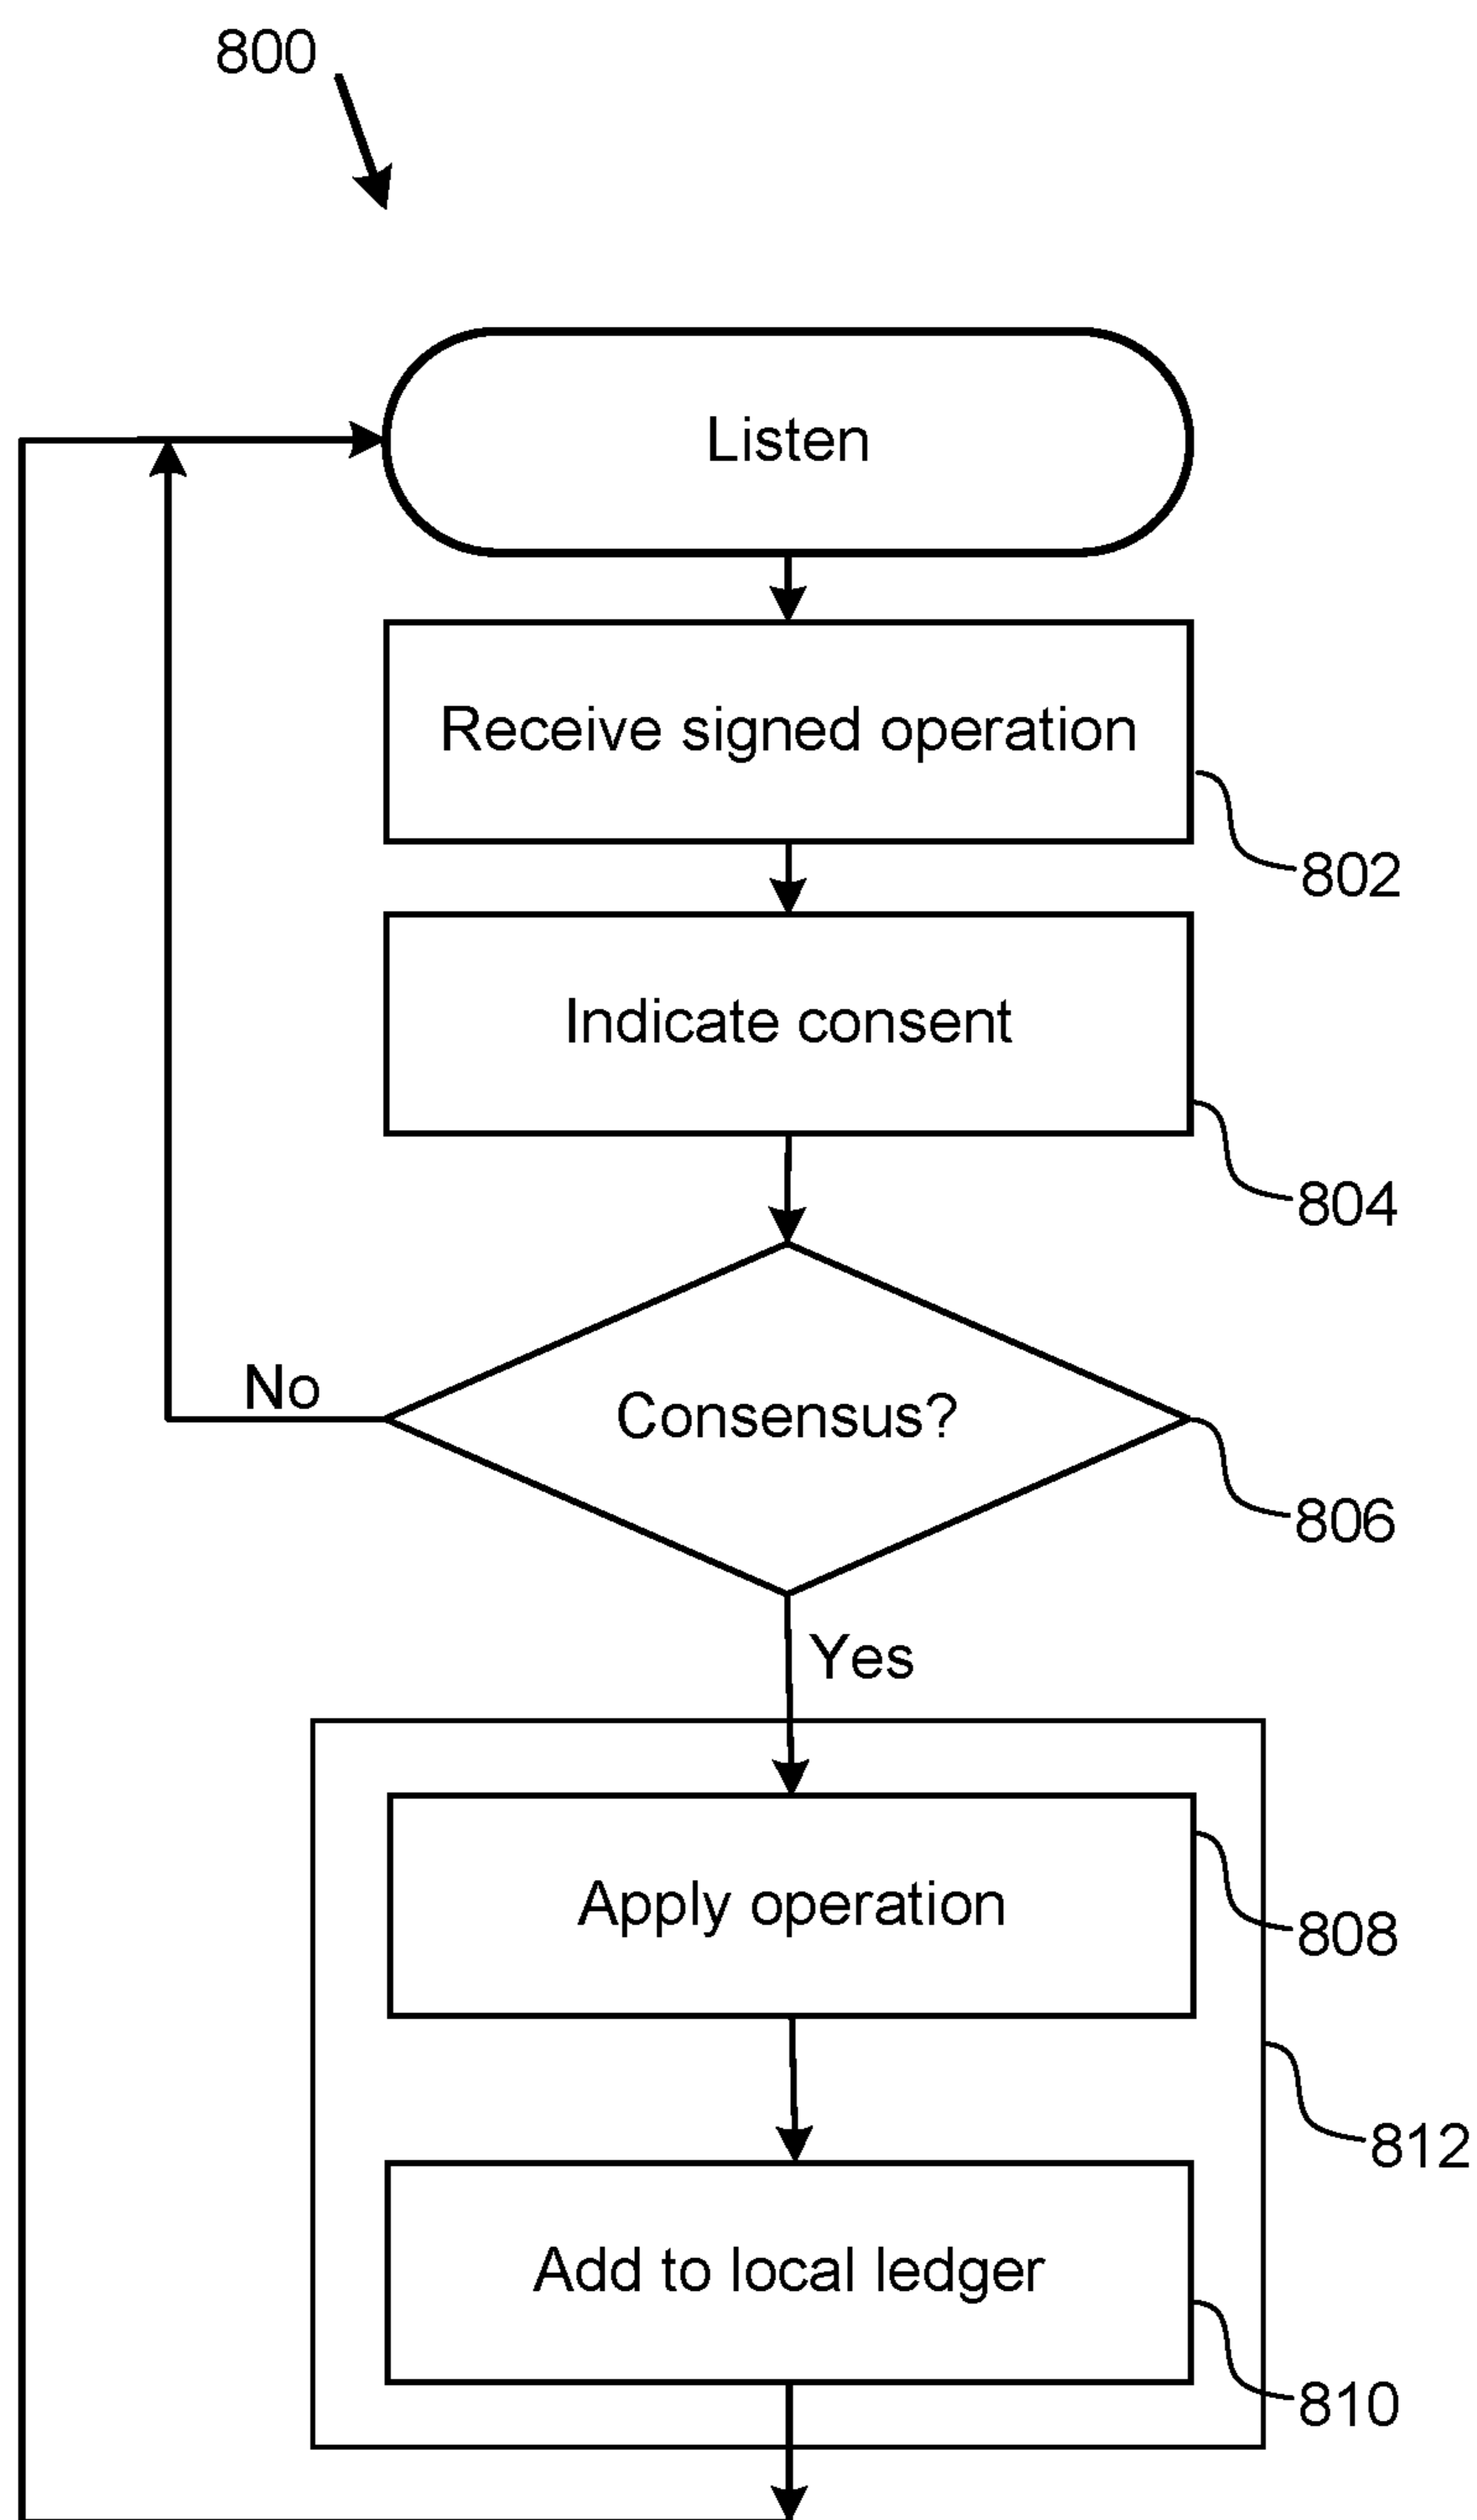 800
Listen
Receive signed operation
802
Indicate consent
804
No
Consensus?
806
Yes
Apply operation
808
812
Add to local ledger
810